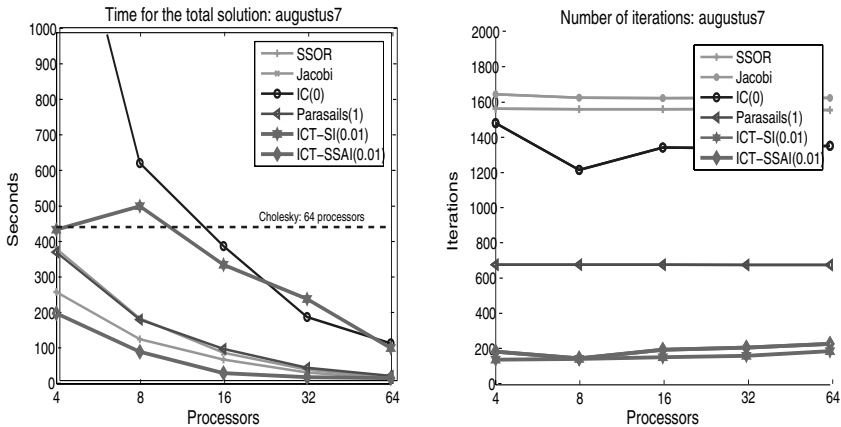 Time for the total solution: augustus7
1000
900
800
700
600
500
400
300
200
100
0
Seconds
SSOR
Jacobi
IC(0)
Parasails(1)
ICT-SI(0.01)
ICT-SSAI(0.01)
Cholesky: 64 processors
4
8
16
32
64
Processors
Number of iterations: augustus7
2000
1800
1600
1400
1200
1000
800
600
400
200
0
Iterations
SSOR
Jacobi
IC(0)
Parasails(1)
ICT-SI(0.01)
ICT-SSAI(0.01)
4
8
16
32
64
Processors